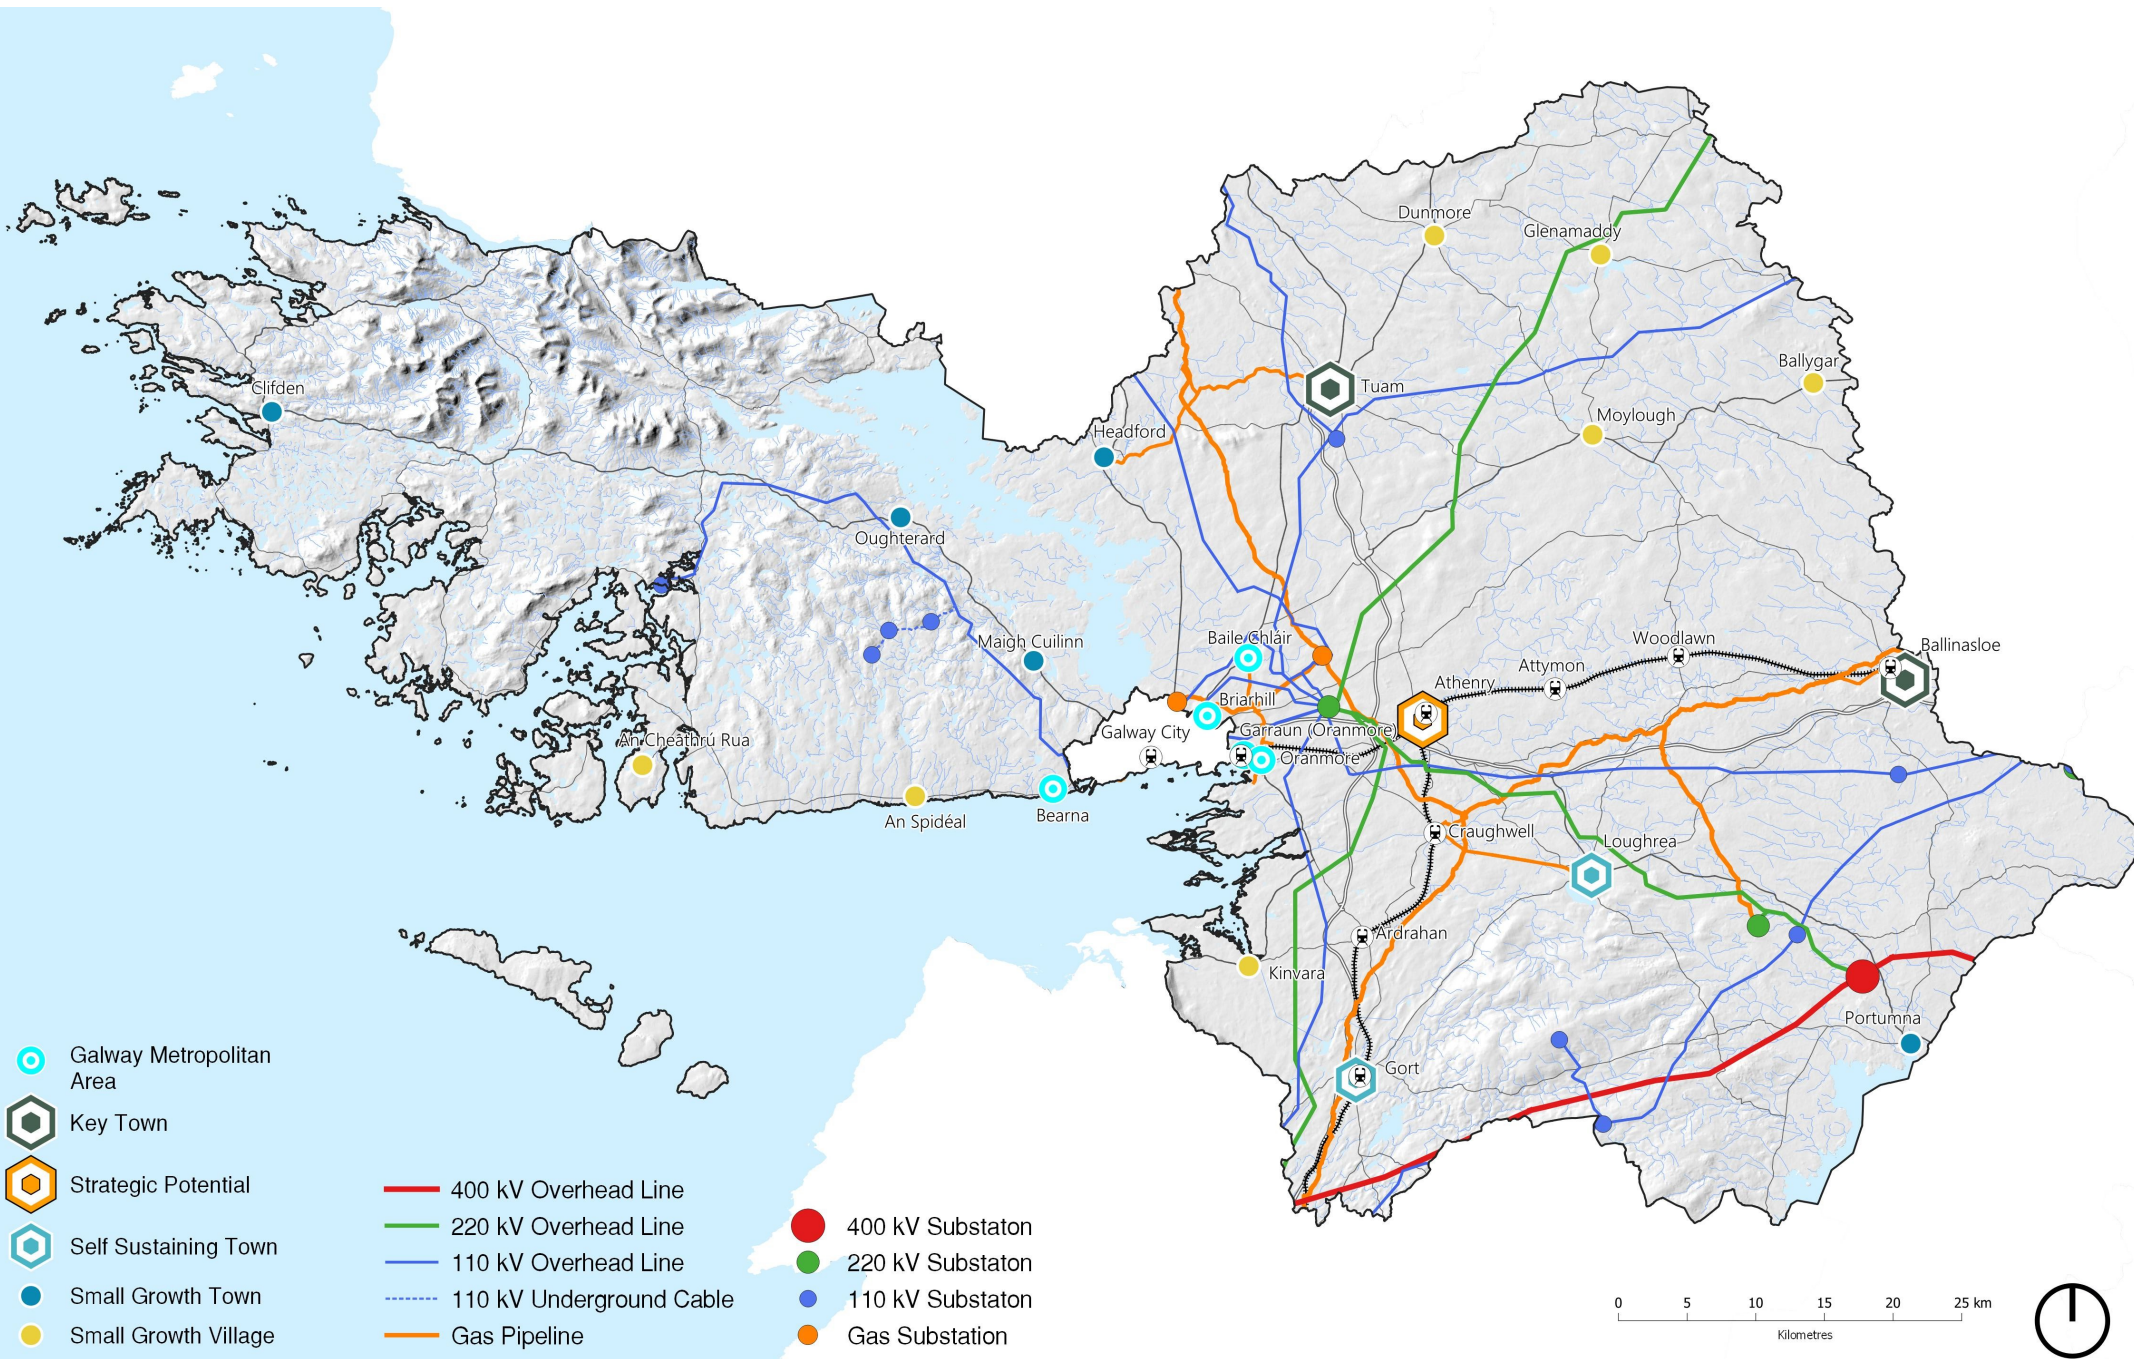 Dunmore
Glenamaddy
Ballygar
Clifden
Tuam
Headford
Moylough
Oughterard
Baile Chláir
Maigh Cuilinn
Woodlawn
Ballinasloe
Attymon
Athenry
Briarhill
Galway City
Garraun (Oranmore)
An Cheathrú Rua
Oranmore
Bearna
An Spidéal
Craughwell
Loughrea
Ardrahan
Kinvara
Portumna
Gort
Galway Metropolitan
Area
Key Town
Strategic Potential
Self Sustaining Town
Small Growth Town
Small Growth Village
400 kV Overhead Line
220 kV Overhead Line
110 kV Overhead Line
110 kV Underground Cable
Gas Pipeline
400 kV Substaton
220 kV Substaton
110 kV Substaton
Gas Substation
0 5 10 15 20 25 km
Kilometres